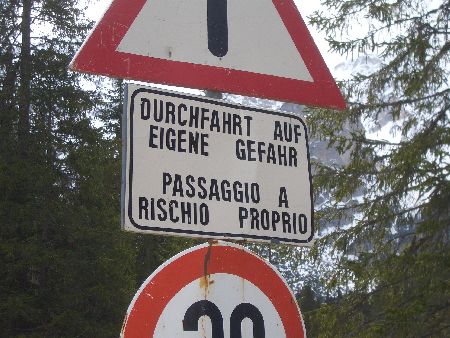 DURCHFAHRT AUF
EIGENE GEFAHR
PASSAGGIO A
RISCHIO PROPRIO